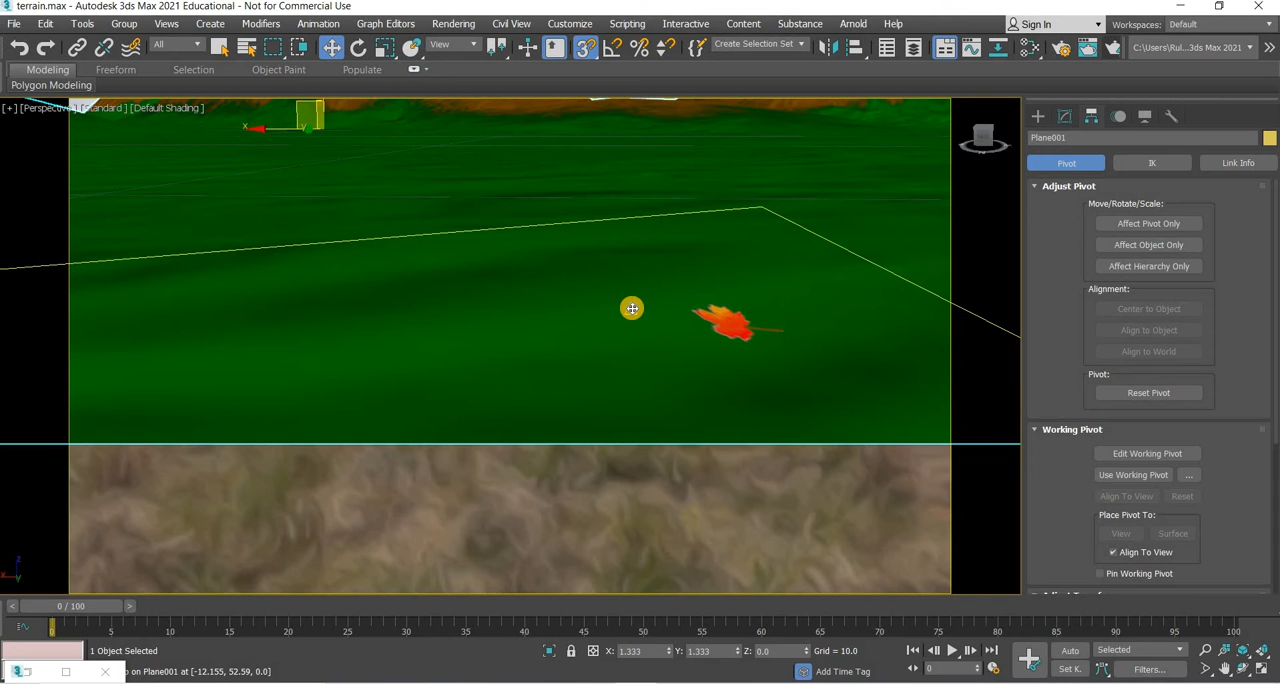 terrain.max - Autodesk 3ds Max 2021 Educational - Not for Commercial Use
File Edit Tools Group Views Create Modifiers Animation Graph Editors Rendering Civil View Customize Scripting Interactive Content Substance Arnold Help Sign In Workspaces: Default
All View Create Selection Set C:\Users\Rul...3ds Max 2021
Modeling Freeform Selection Object Paint Populate
Polygon Modeling
[+] [Perspective] [Standard] [Default Shading]
x y
Plane001
Pivot IK Link Info
Adjust Pivot
Move/Rotate/Scale:
Affect Pivot Only
Affect Object Only
Affect Hierarchy Only
Alignment:
Center to Object
Align to Object
Align to World
Pivot:
Reset Pivot
Working Pivot
Edit Working Pivot
Use Working Pivot ...
Align To View Reset
Place Pivot To:
View Surface
Align To View
Pin Working Pivot
z
x y
< 0 / 100 >
0 5 10 15 20 25 30 35 40 45 50 55 60 65 70 75 80 85 90 95 100
1 Object Selected X: 1.333 Y: 1.333 Z: 0.0 Grid = 10.0 Auto Selected
on Plane001 at [-12.155, 52.59, 0.0] Add Time Tag 0 Set K. Filters...